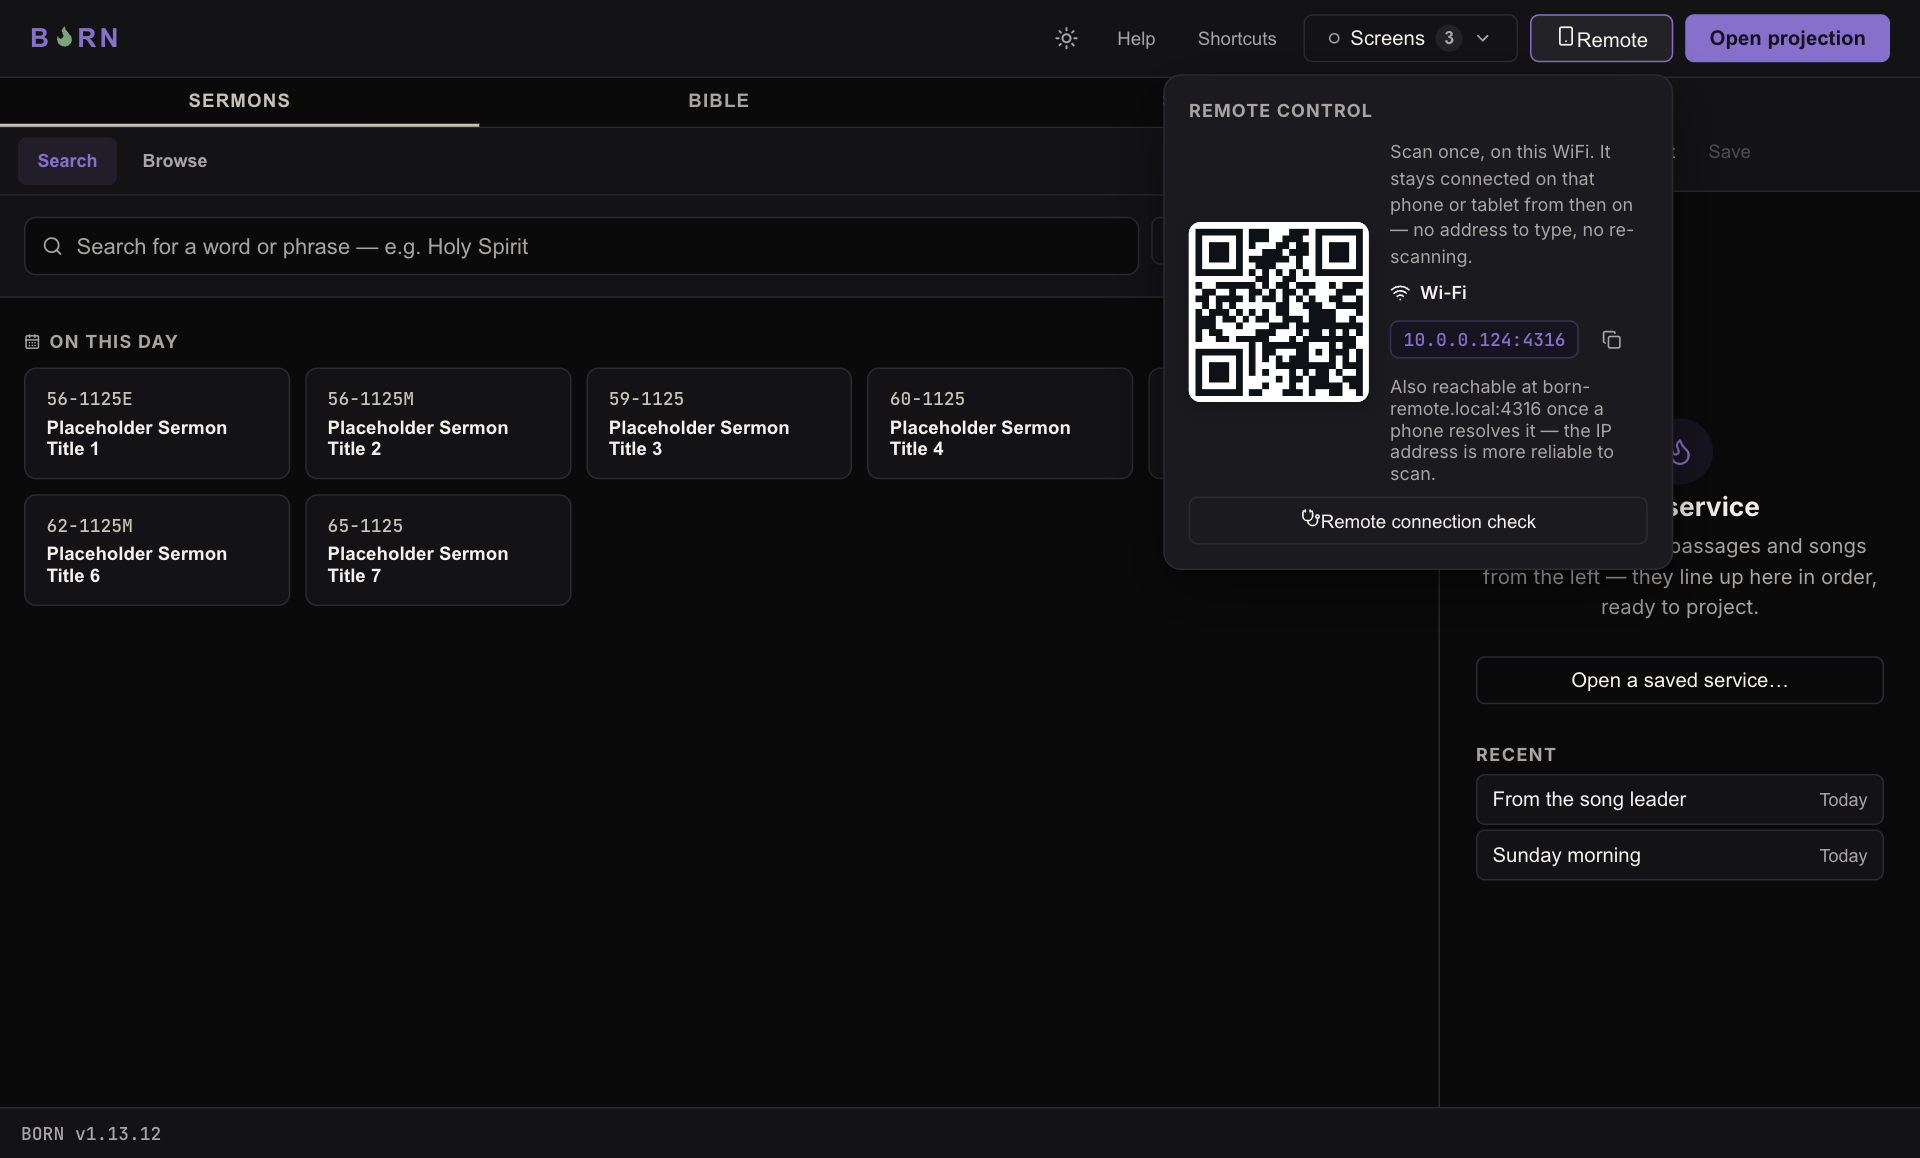 B RN
Help
Shortcuts
Screens 3
Remote
Open projection
SERMONS
BIBLE
REMOTE CONTROL
Search
Browse
Save
Scan once, on this WiFi. It
stays connected on that
phone or tablet from then on
— no address to type, no re-
scanning.
Wi-Fi
10.0.0.124:4316
Also reachable at born-
remote.local:4316 once a
phone resolves it — the IP
address is more reliable to
scan.
Remote connection check
Search for a word or phrase — e.g. Holy Spirit
ON THIS DAY
56-1125E
Placeholder Sermon
Title 1
56-1125M
Placeholder Sermon
Title 2
59-1125
Placeholder Sermon
Title 3
60-1125
Placeholder Sermon
Title 4
62-1125M
Placeholder Sermon
Title 6
65-1125
Placeholder Sermon
Title 7
service
passages and songs
from the left — they line up here in order,
ready to project.
Open a saved service…
RECENT
From the song leader
Today
Sunday morning
Today
BORN v1.13.12